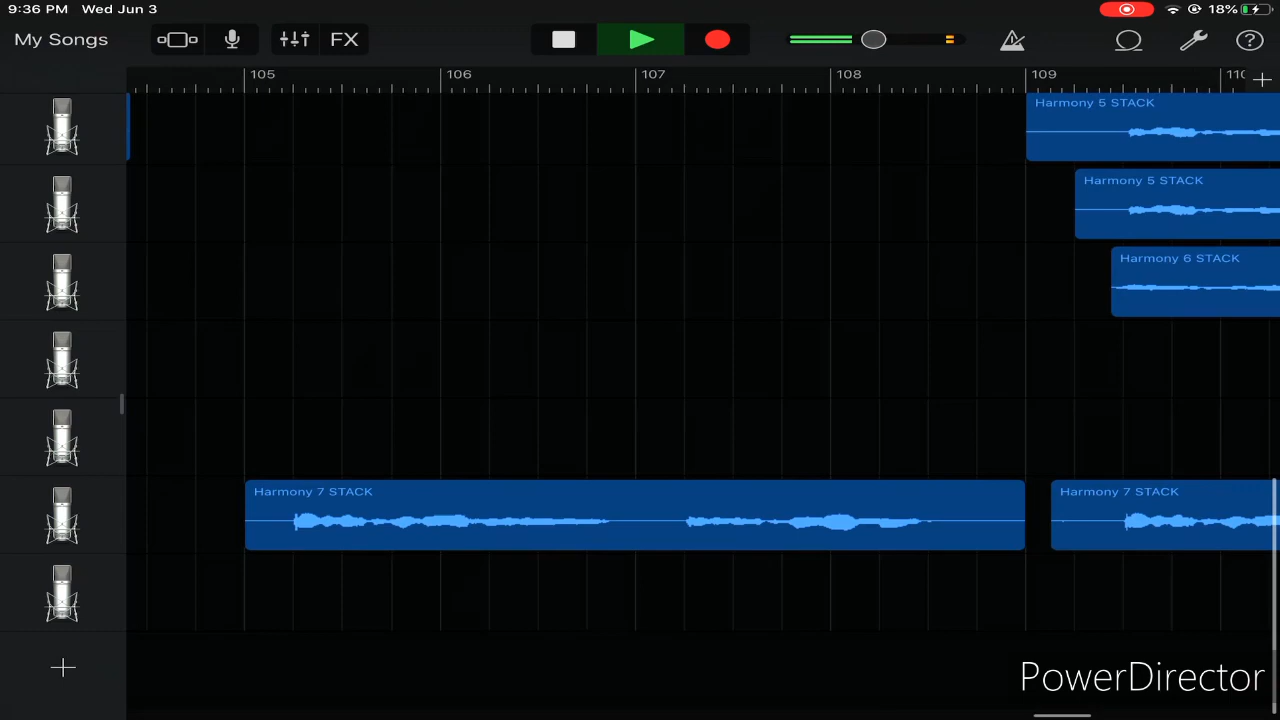 9:36 PM Wed Jun 3
18%
My Songs
FX
105
106
107
108
109
110
Harmony 5 STACK
Harmony 5 STACK
Harmony 6 STACK
Harmony 7 STACK
Harmony 7 STACK
PowerDirector